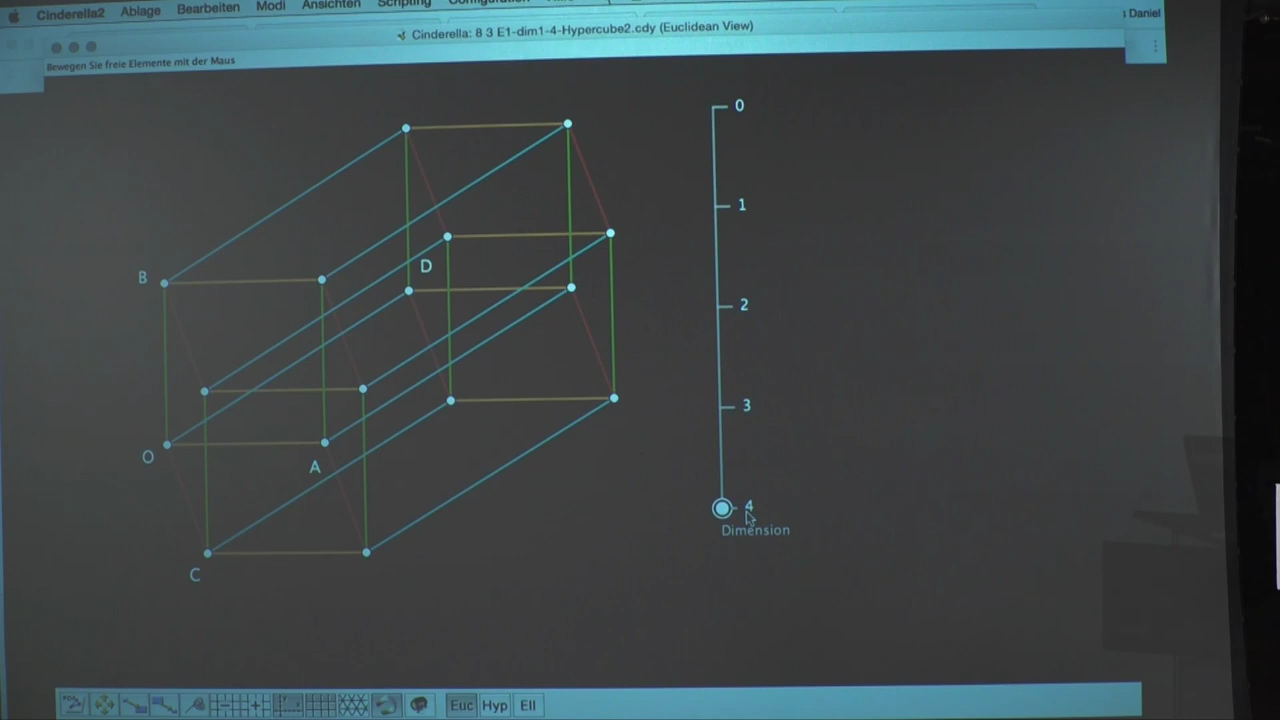 Cinderella2 Ablage Bearbeiten Modi Ansichten Scripting
Daniel
Cinderella: 8 3 E1-dim1-4-Hypercube2.cdy (Euclidean View)
Bewegen Sie freie Elemente mit der Maus
0
1
B
D
2
3
O
A
4
Dimension
C
Euc Hyp Ell